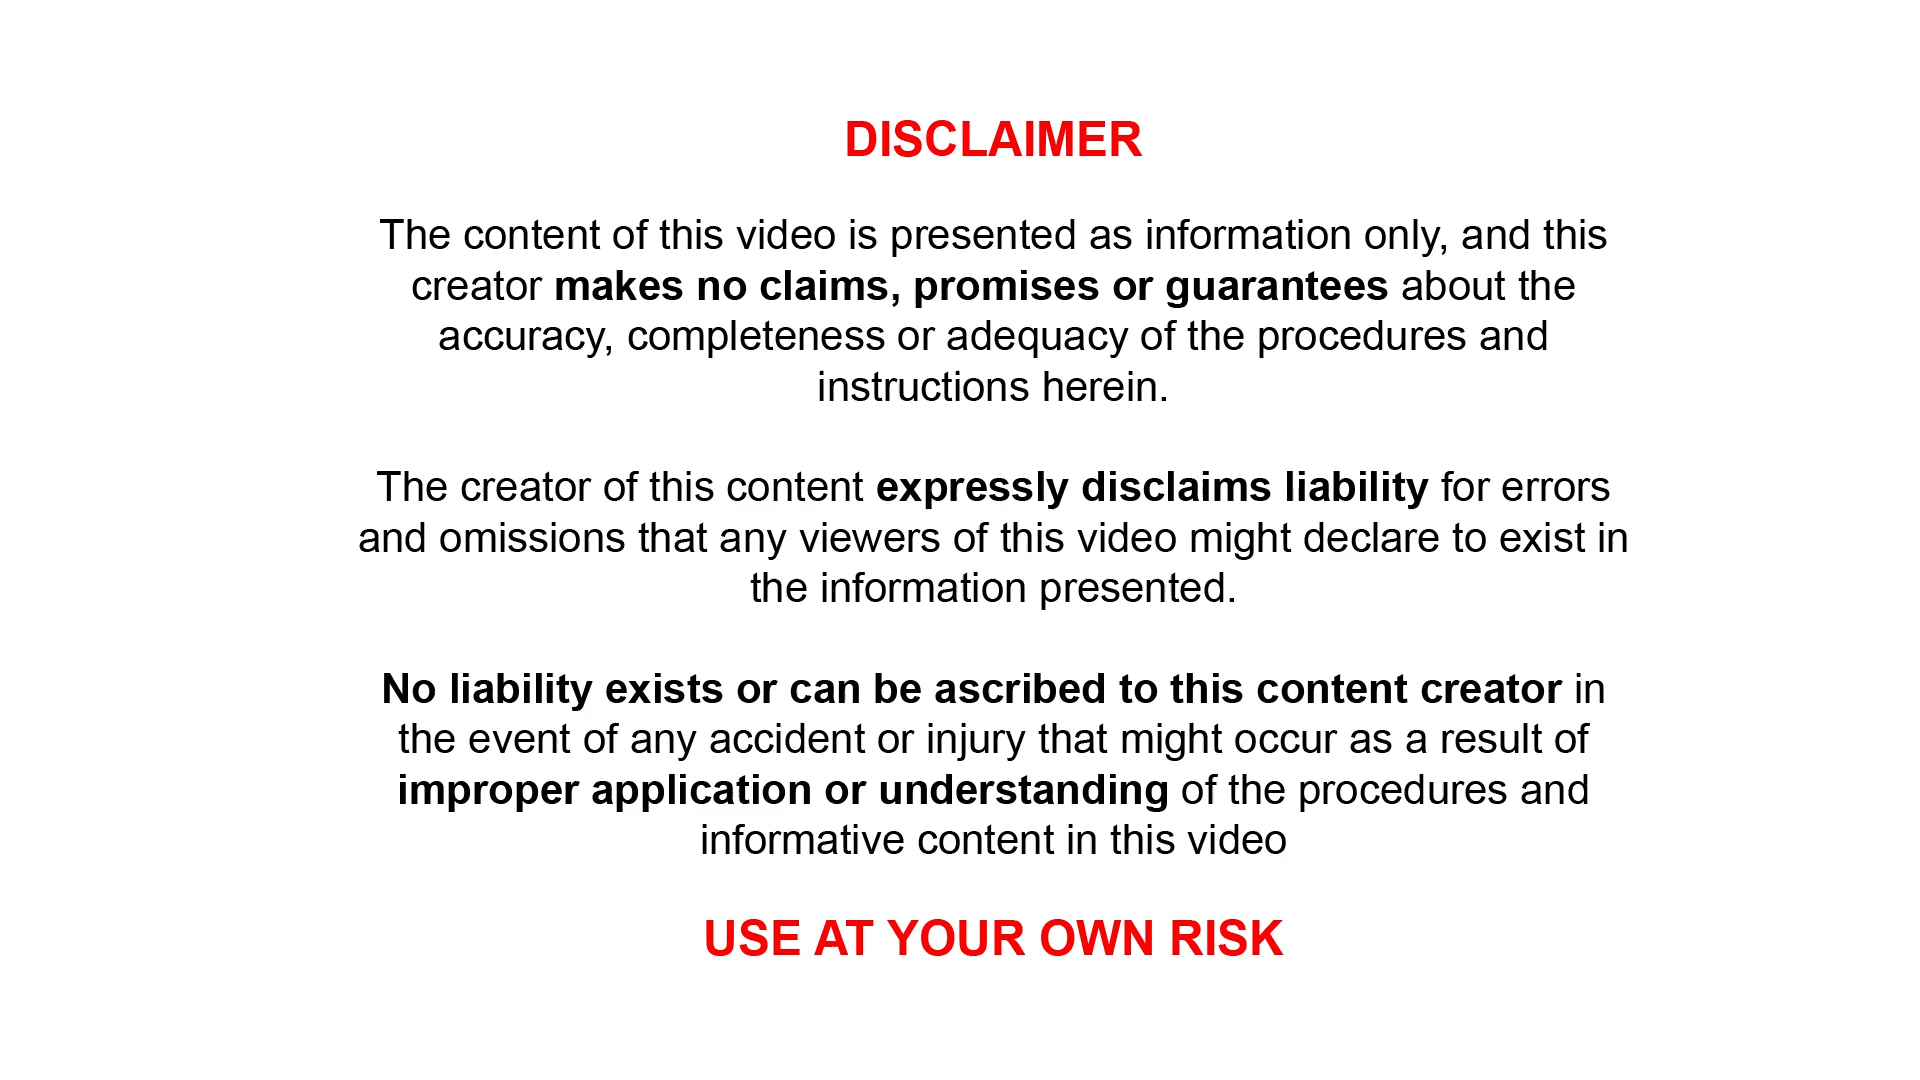 DISCLAIMER
The content of this video is presented as information only, and this
creator makes no claims, promises or guarantees about the
accuracy, completeness or adequacy of the procedures and
instructions herein.
The creator of this content expressly disclaims liability for errors
and omissions that any viewers of this video might declare to exist in
the information presented.
No liability exists or can be ascribed to this content creator in
the event of any accident or injury that might occur as a result of
improper application or understanding of the procedures and
informative content in this video
USE AT YOUR OWN RISK